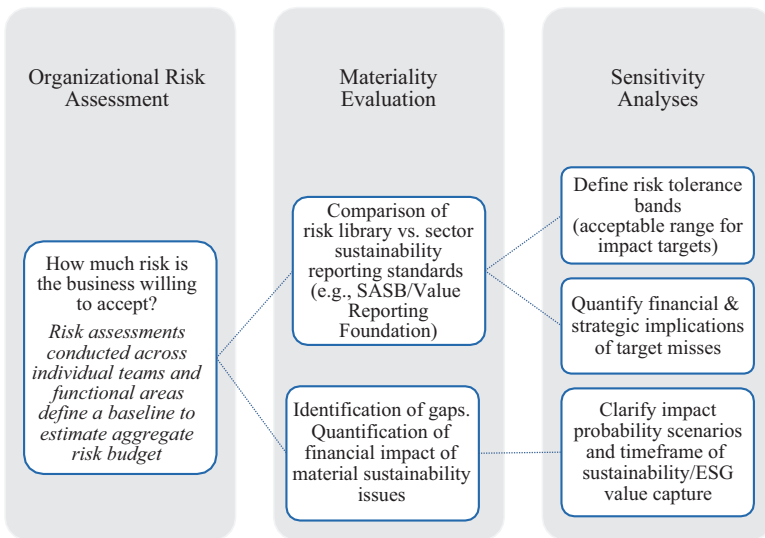 Organizational Risk
Assessment
How much risk is
the business willing
to accept?
Risk assessments
conducted across
individual teams and
functional areas
define a baseline to
estimate aggregate
risk budget
Materiality
Evaluation
Comparison of
risk library vs. sector
sustainability
reporting standards
(e.g., SASB/Value
Reporting
Foundation)
Identification of gaps.
Quantification of
financial impact of
material sustainability
issues
Sensitivity
Analyses
Define risk tolerance
bands
(acceptable range for
impact targets)
Quantify financial &
strategic implications
of target misses
Clarify impact
probability scenarios
and timeframe of
sustainability/ESG
value capture